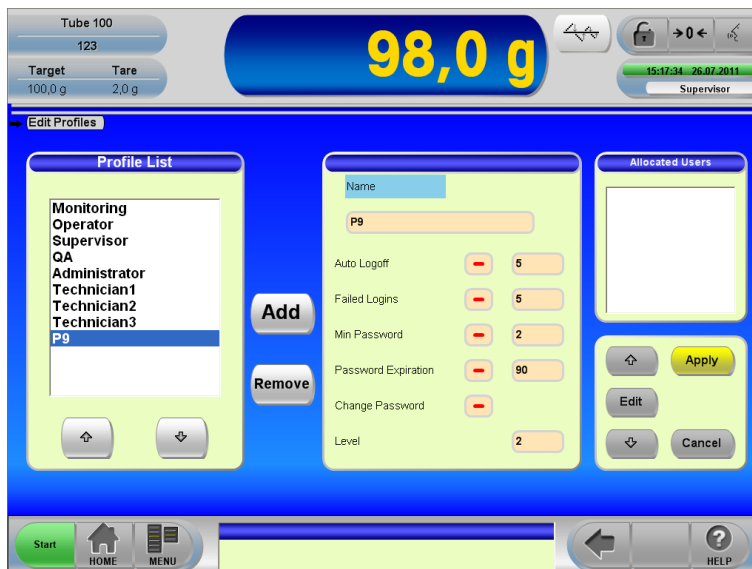 Tube 100
123
Target Tare
100,0 g 2,0 g
98,0 g
→0←
15:17:34 26.07.2011
Supervisor
Edit Profiles
Profile List
Monitoring
Operator
Supervisor
QA
Administrator
Technician1
Technician2
Technician3
P9
Add
Remove
Name
P9
Auto Logoff 5
Failed Logins 5
Min Password 2
Password Expiration 90
Change Password
Level 2
Allocated Users
Apply
Edit
Cancel
Start
HOME
MENU
?
HELP